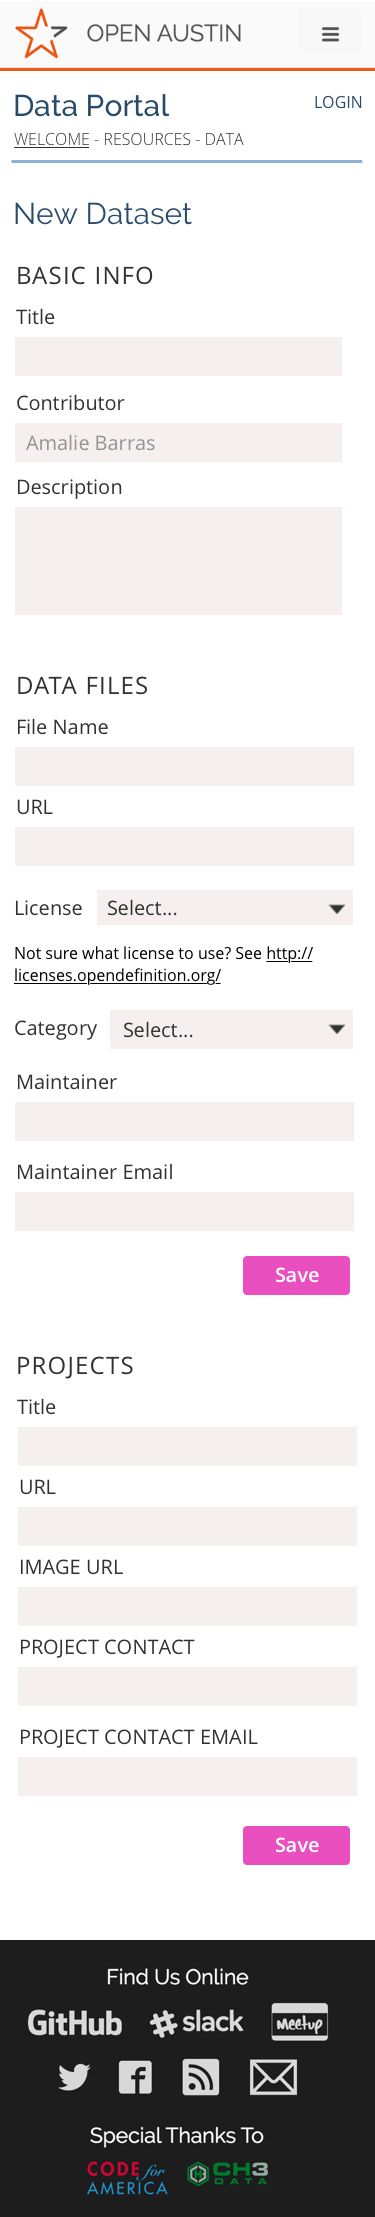 OPEN AUSTIN
Data Portal
LOGIN
WELCOME - RESOURCES - DATA
New Dataset
BASIC INFO
Title
Contributor
Amalie Barras
Description
DATA FILES
File Name
URL
License Select...
Not sure what license to use? See http://
licenses.opendefinition.org/
Category Select...
Maintainer
Maintainer Email
Save
PROJECTS
Title
URL
IMAGE URL
PROJECT CONTACT
PROJECT CONTACT EMAIL
Save
Find Us Online
GitHub slack Meetup
Special Thanks To
CODE for
AMERICA
CH3
DATA